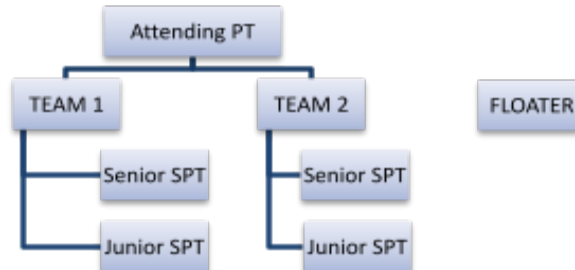 Attending PT
TEAM 1
TEAM 2
FLOATER
Senior SPT
Senior SPT
Junior SPT
Junior SPT